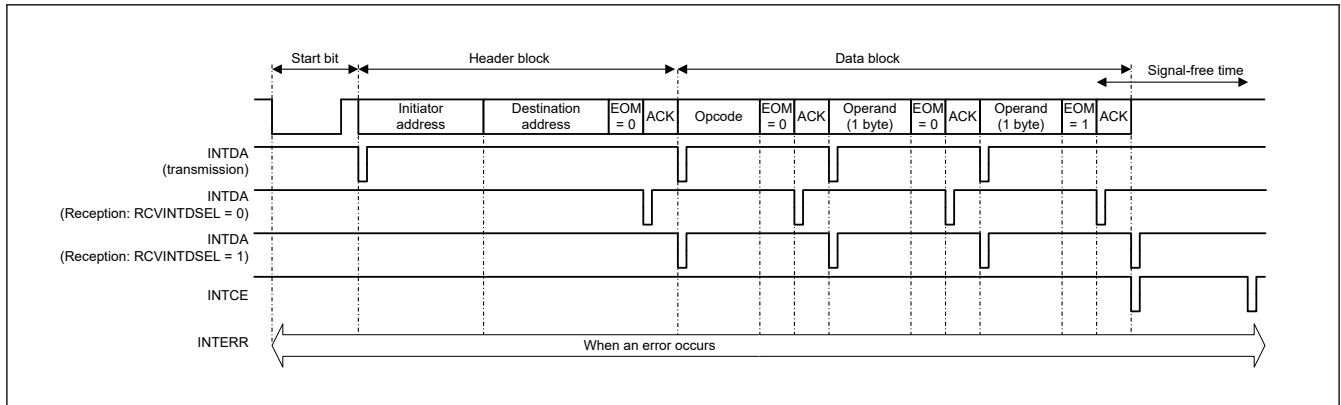 Start bit
Header block
Data block
Signal-free time
Initiator address
Destination address
EOM = 0
ACK
Opcode
EOM = 0
ACK
Operand (1 byte)
EOM = 0
ACK
Operand (1 byte)
EOM = 1
ACK
INTDA
(transmission)
INTDA
(Reception: RCVINTDSEL = 0)
INTDA
(Reception: RCVINTDSEL = 1)
INTCE
INTERR
When an error occurs